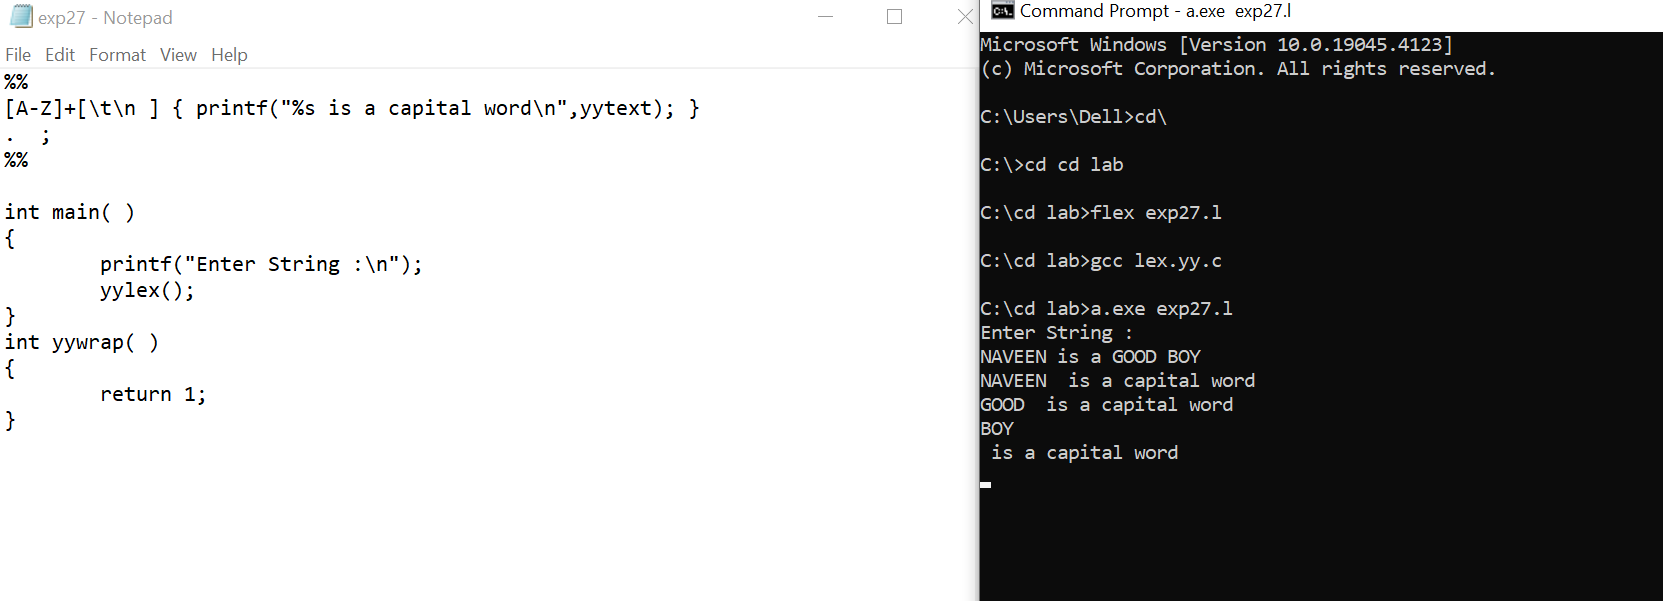 exp27 - Notepad
File Edit Format View Help
%%
[A-Z]+[\t\n ] { printf("%s is a capital word\n",yytext); }
.  ;
%%
int main( )
{
        printf("Enter String :\n");
        yylex();
}
int yywrap( )
{
        return 1;
}
Command Prompt - a.exe  exp27.l
Microsoft Windows [Version 10.0.19045.4123]
(c) Microsoft Corporation. All rights reserved.
C:\Users\Dell>cd\
C:\>cd cd lab
C:\cd lab>flex exp27.l
C:\cd lab>gcc lex.yy.c
C:\cd lab>a.exe exp27.l
Enter String :
NAVEEN is a GOOD BOY
NAVEEN  is a capital word
GOOD  is a capital word
BOY
 is a capital word